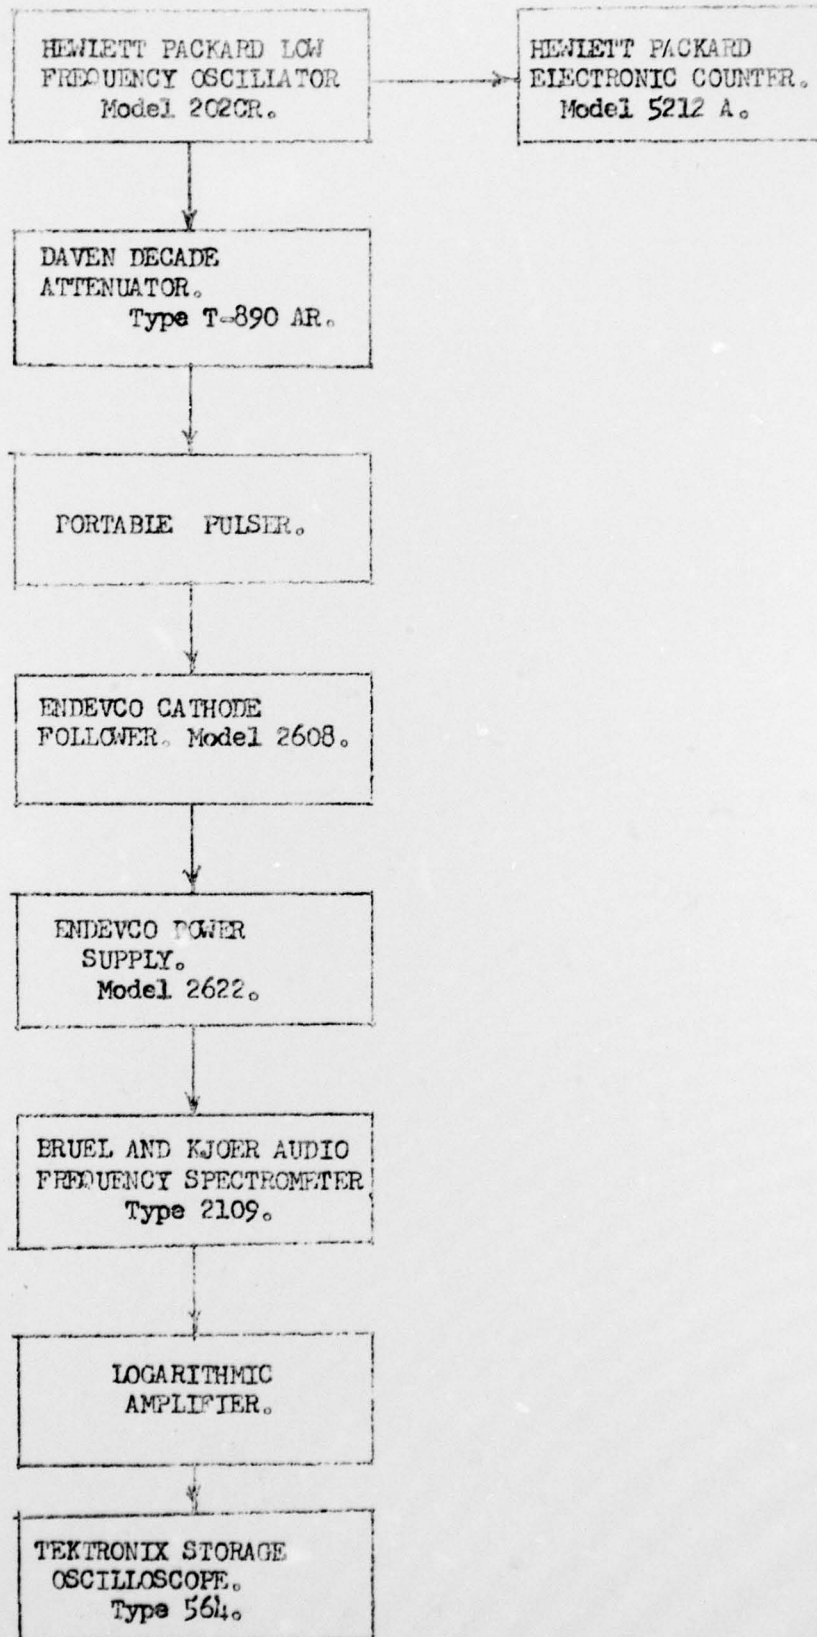 HEWLETT PACKARD LOW
FREQUENCY OSCILLATOR
Model 202CR.
HEWLETT PACKARD
ELECTRONIC COUNTER.
Model 5212 A.
DAVEN DECADE
ATTENUATOR.
Type T-890 AR.
PORTABLE PULSER.
ENDEVCO CATHODE
FOLLOWER. Model 2608.
ENDEVCO POWER
SUPPLY.
Model 2622.
BRUEL AND KJOER AUDIO
FREQUENCY SPECTROMETER
Type 2109.
LOGARITHMIC
AMPLIFIER.
TEKTRONIX STORAGE
OSCILLOSCOPE.
Type 564.